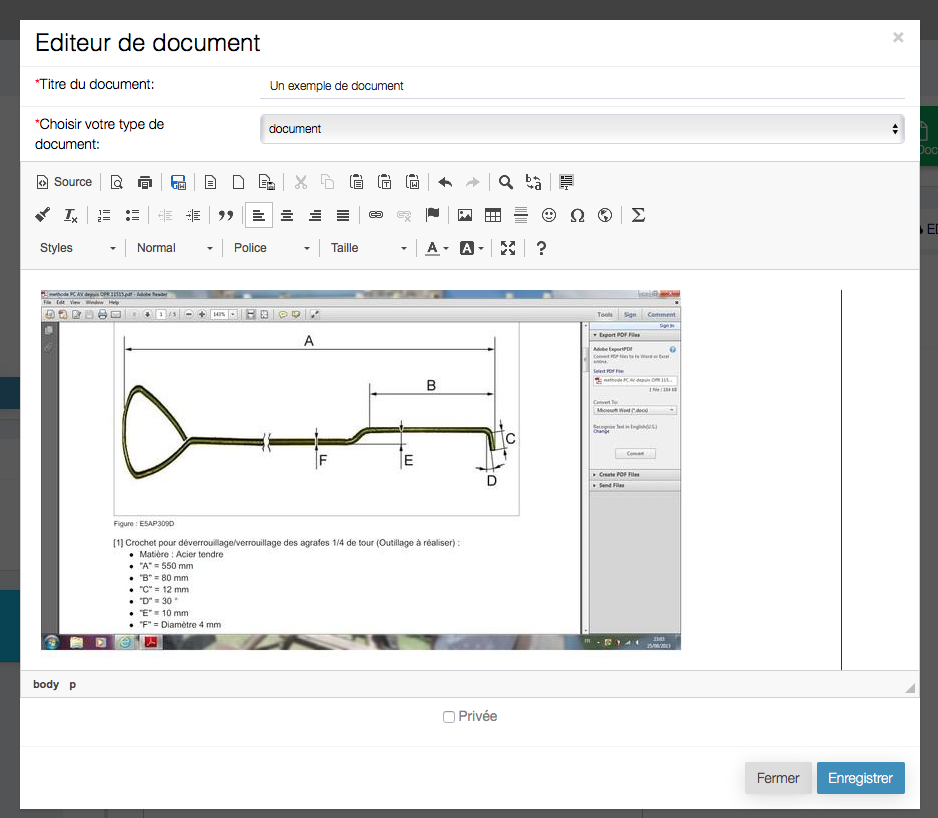 Editeur de document
×
*Titre du document:
Un exemple de document
*Choisir votre type de
document:
document
Doc
Source
ED
Styles
Normal
Police
Taille
A
A
?
methode PC AV depuis OPR 11515.pdf - Adobe Reader
File Edit View Window Help
1 / 5
143%
Tools Sign Comment
Sign In
Export PDF Files
Adobe ExportPDF
Convert PDF files to Word or Excel
online.
Select PDF File:
methode PC AV depuis OPR 115...
1 file / 184 KB
Convert To:
Microsoft Word (*.docx)
Recognize Text in English(U.S.)
Change
Convert
Create PDF Files
Send Files
A
B
C
F
E
D
Figure : E5AP309D
[1] Crochet pour déverrouillage/verrouillage des agrafes 1/4 de tour (Outillage à réaliser) :
• Matière : Acier tendre
• "A" = 550 mm
• "B" = 80 mm
• "C" = 12 mm
• "D" = 30 °
• "E" = 10 mm
• "F" = Diamètre 4 mm
FR
23:03
25/08/2013
body p
Privée
Fermer
Enregistrer